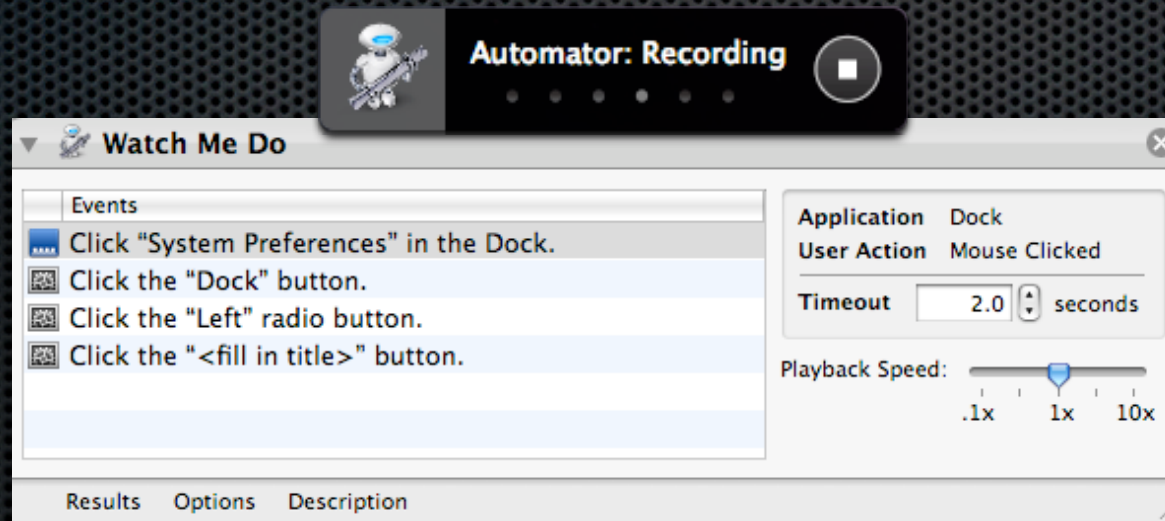 Automator: Recording
Watch Me Do
Events
Click “System Preferences” in the Dock.
Click the “Dock” button.
Click the “Left” radio button.
Click the “<fill in title>” button.
Application Dock
User Action Mouse Clicked
Timeout 2.0 seconds
Playback Speed:
.1x 1x 10x
Results Options Description